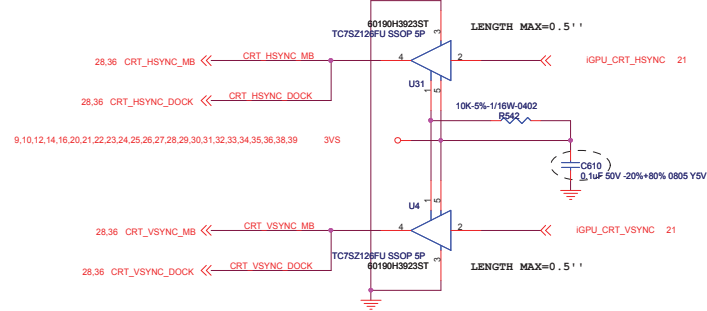 60190H3923ST
TC7SZ126FU SSOP 5P
LENGTH MAX=0.5''
3
28,36 CRT_HSYNC_MB
CRT_HSYNC_MB
4
2
iGPU_CRT_HSYNC 21
U31
1
5
28,36 CRT_HSYNC_DOCK
CRT_HSYNC_DOCK
10K-5%-1/16W-0402
R542
9,10,12,14,16,20,21,22,23,24,25,26,27,28,29,30,31,32,33,34,35,36,38,39 3VS
C610
0.1uF 50V -20%+80% 0805 Y5V
U4
1
5
28,36 CRT_VSYNC_MB
CRT_VSYNC_MB
4
2
iGPU_CRT_VSYNC 21
3
TC7SZ126FU SSOP 5P
60190H3923ST
LENGTH MAX=0.5''
28,36 CRT_VSYNC_DOCK
CRT_VSYNC_DOCK